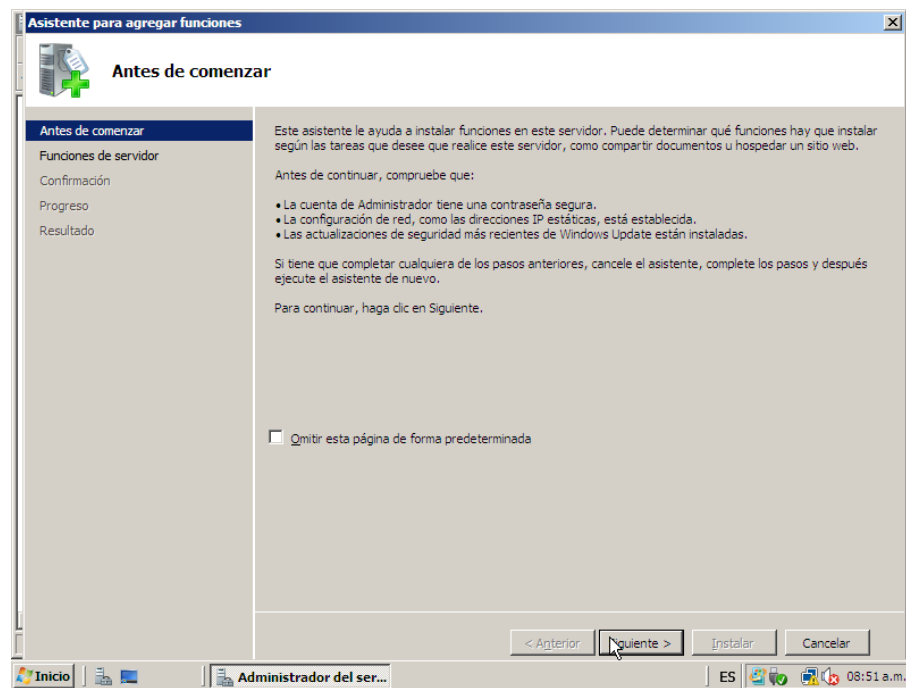 Asistente para agregar funciones
Antes de comenzar
Antes de comenzar
Funciones de servidor
Confirmación
Progreso
Resultado
Este asistente le ayuda a instalar funciones en este servidor. Puede determinar qué funciones hay que instalar
según las tareas que desee que realice este servidor, como compartir documentos u hospedar un sitio web.
Antes de continuar, compruebe que:
• La cuenta de Administrador tiene una contraseña segura.
• La configuración de red, como las direcciones IP estáticas, está establecida.
• Las actualizaciones de seguridad más recientes de Windows Update están instaladas.
Si tiene que completar cualquiera de los pasos anteriores, cancele el asistente, complete los pasos y después
ejecute el asistente de nuevo.
Para continuar, haga clic en Siguiente.
Omitir esta página de forma predeterminada
< Anterior
Siguiente >
Instalar
Cancelar
Inicio
Administrador del ser...
ES
08:51 a.m.